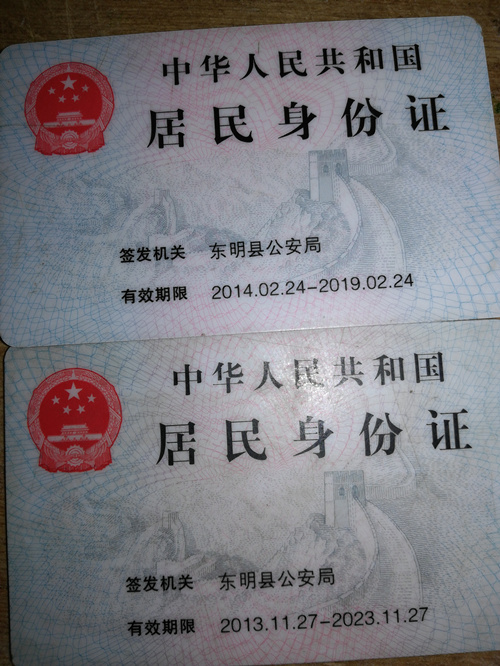 中华人民共和国
居民身份证
签发机关 东明县公安局
有效期限 2014.02.24-2019.02.24
中华人民共和国
居民身份证
签发机关 东明县公安局
有效期限 2013.11.27-2023.11.27